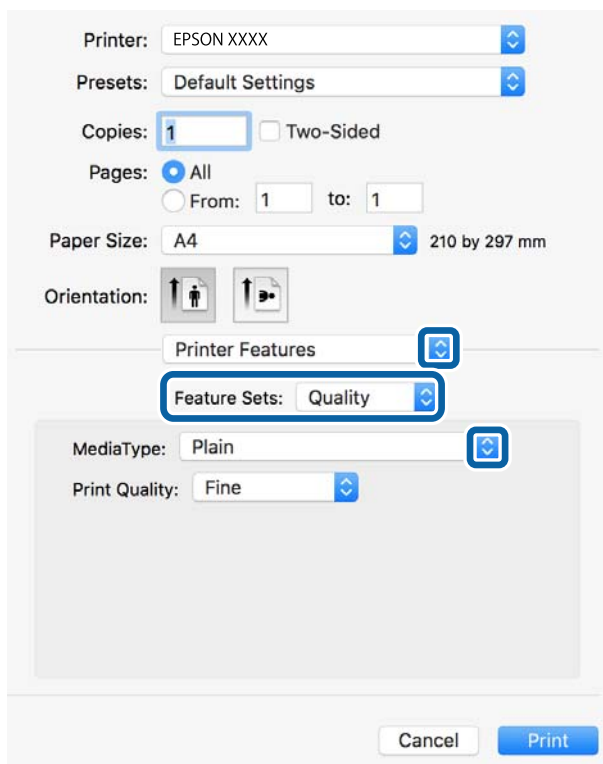 Printer: EPSON XXXX
Presets: Default Settings
Copies: 1 Two-Sided
Pages: All
From: 1 to: 1
Paper Size: A4 210 by 297 mm
Orientation:
Printer Features
Feature Sets: Quality
MediaType: Plain
Print Quality: Fine
Cancel Print